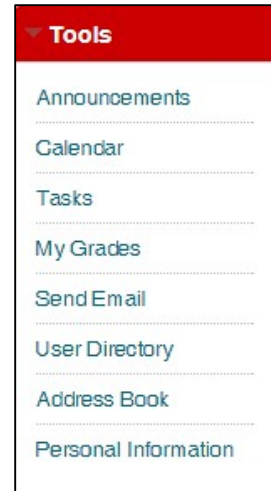 Tools
Announcements
Calendar
Tasks
My Grades
Send Email
User Directory
Address Book
Personal Information